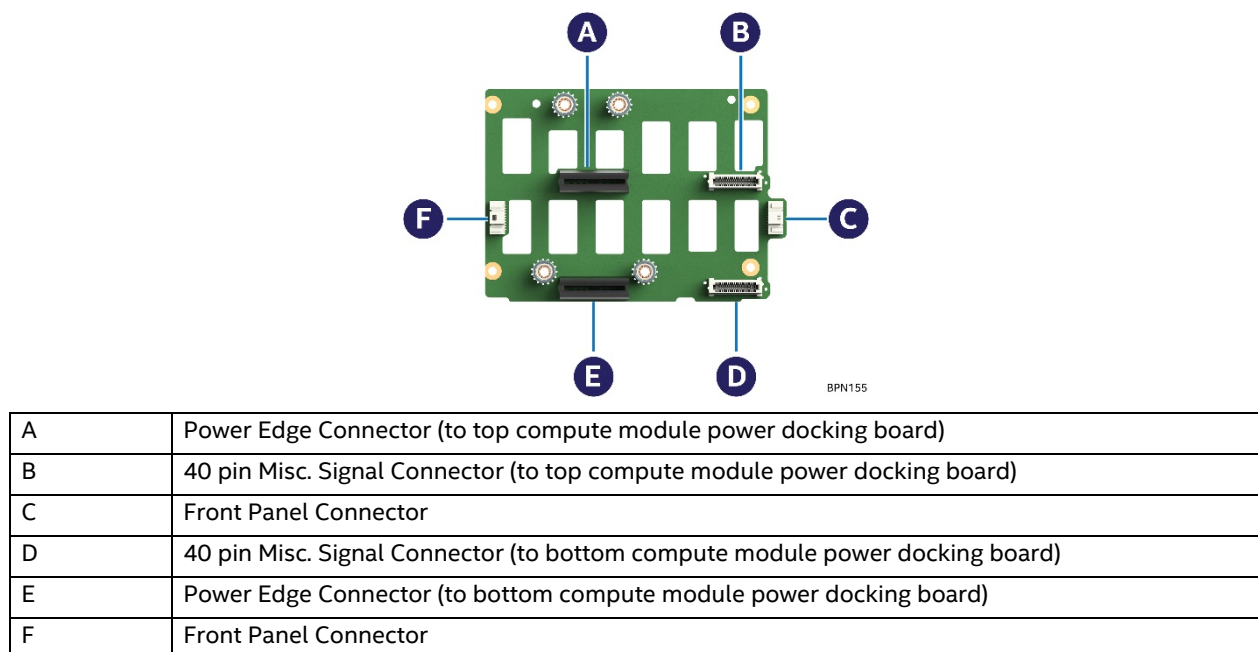 A
B
F
C
E
D
BPN155
A Power Edge Connector (to top compute module power docking board)
B 40 pin Misc. Signal Connector (to top compute module power docking board)
C Front Panel Connector
D 40 pin Misc. Signal Connector (to bottom compute module power docking board)
E Power Edge Connector (to bottom compute module power docking board)
F Front Panel Connector